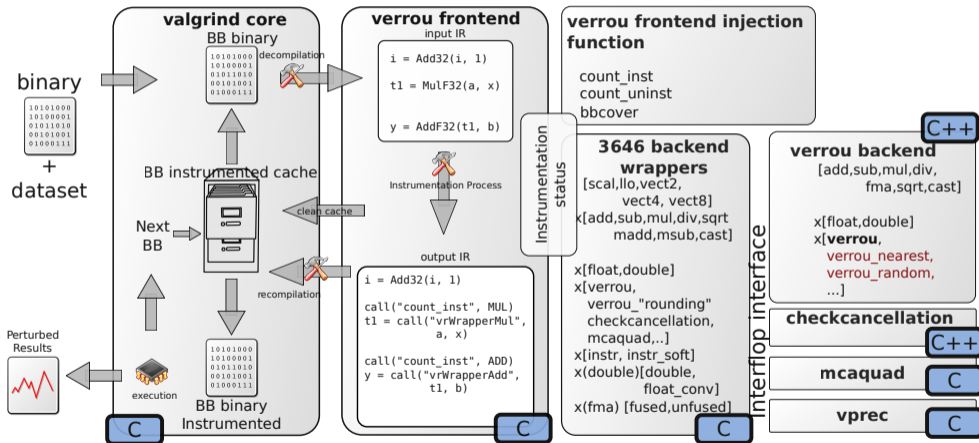 binary
10101000
10100001
01011010
00101001
01000111
+
dataset
Perturbed
Results
valgrind core
BB binary
10101000
10100001
01011010
00101001
01000111
decompilation
BB instrumented cache
clean cache
Next
BB
recompilation
10101000
10100001
01011010
00101001
01000111
execution
BB binary
Instrumented
C
verrou frontend
input IR
i = Add32(i, 1)
t1 = MulF32(a, x)
y = AddF32(t1, b)
Instrumentation Process
output IR
i = Add32(i, 1)
call("count_inst", MUL)
t1 = call("vrWrapperMul",
a, x)
call("count_inst", ADD)
y = call("vrWrapperAdd",
t1, b)
C
Instrumentation
status
verrou frontend injection
function
count_inst
count_uninst
bbcover
3646 backend
wrappers
[scal,llo,vect2,
vect4, vect8]
x[add,sub,mul,div,sqrt
madd,msub,cast]
x[float,double]
x[verrou,
verrou_"rounding"
checkcancellation,
mcaquad,..]
x[instr, instr_soft]
x(double)[double,
float_conv]
x(fma) [fused,unfused]
C
Interflop interface
C++
verrou backend
[add,sub,mul,div,
fma,sqrt,cast]
x[float,double]
x[verrou,
verrou_nearest,
verrou_random,
...]
checkcancellation
C++
mcaquad
C
vprec
C